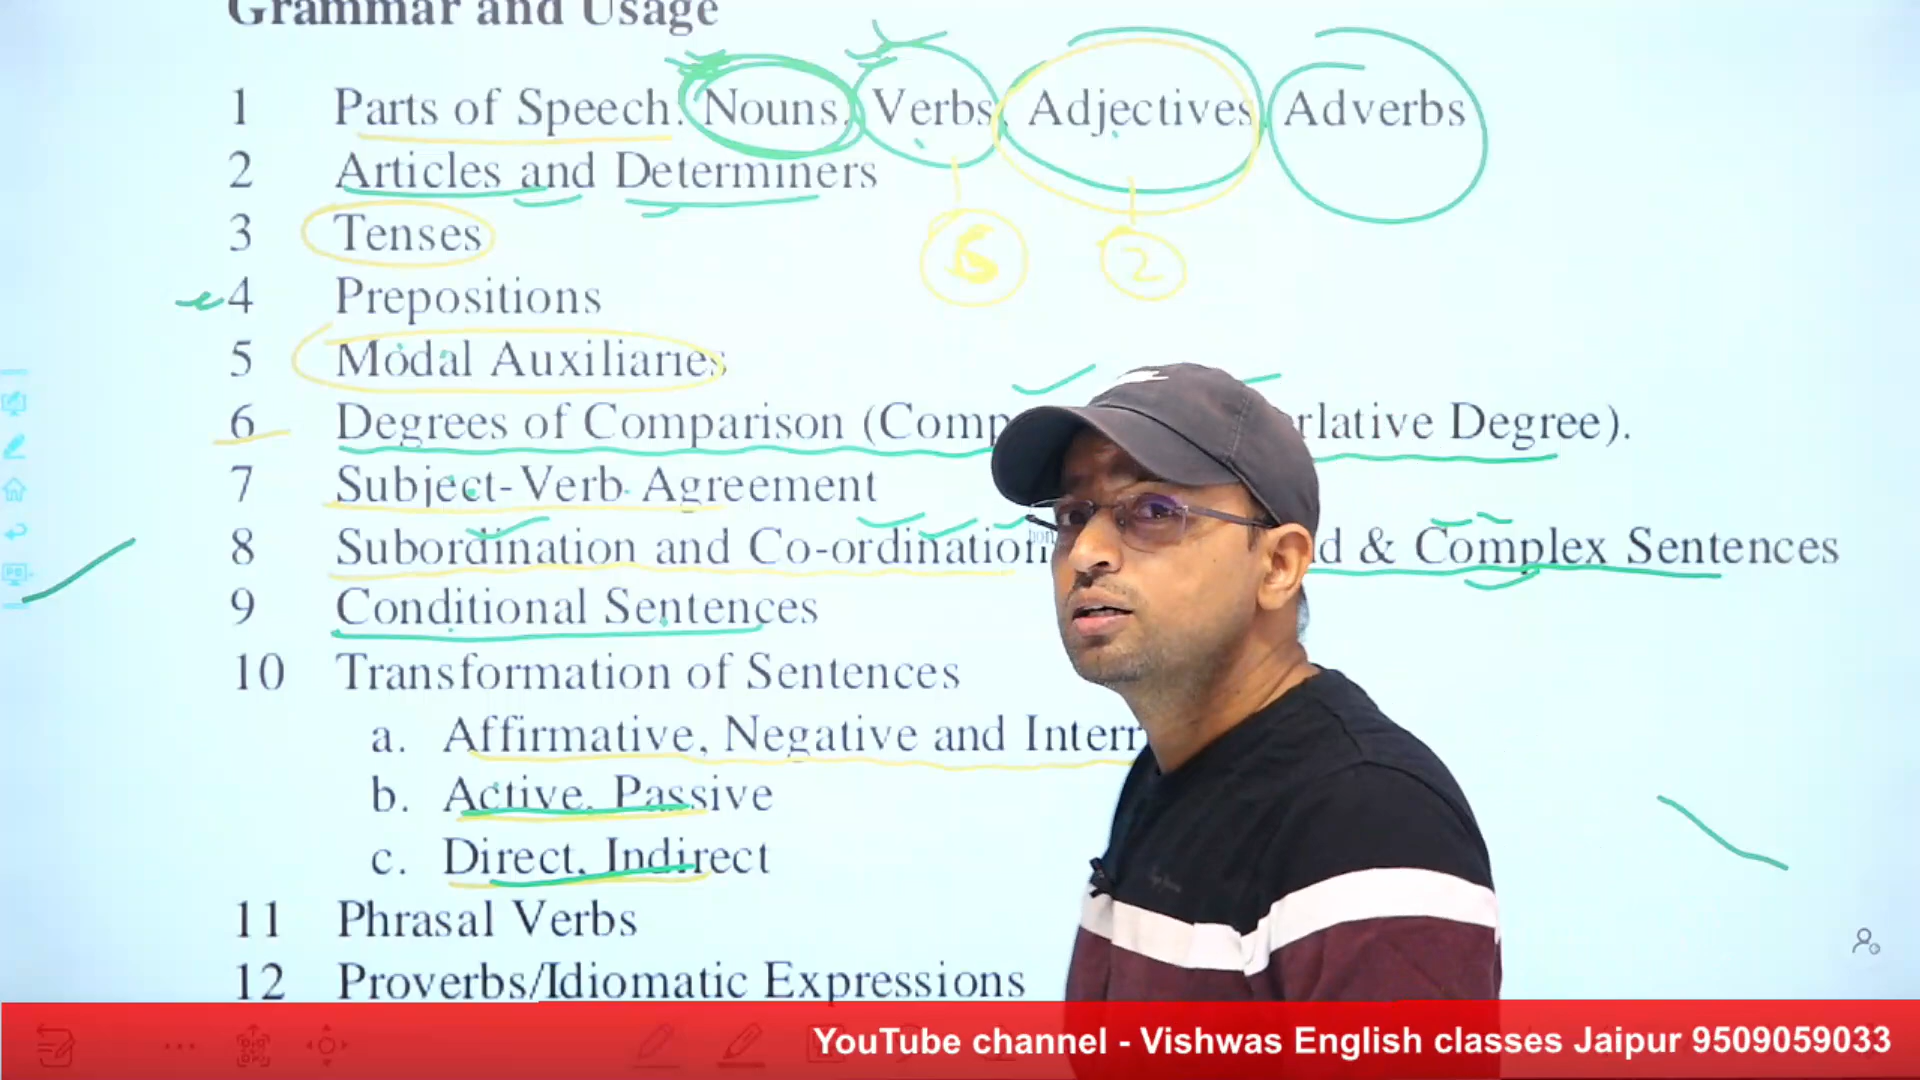 Grammar and Usage
1 Parts of Speech: Nouns, Verbs, Adjectives, Adverbs
2 Articles and Determiners
3 Tenses
4 Prepositions
5 Modal Auxiliaries
6 Degrees of Comparison (Comp rlative Degree).
7 Subject-Verb Agreement
8 Subordination and Co-ordination d & Complex Sentences
9 Conditional Sentences
10 Transformation of Sentences
a. Affirmative, Negative and Interr
b. Active, Passive
c. Direct, Indirect
11 Phrasal Verbs
12 Proverbs/Idiomatic Expressions
2
YouTube channel - Vishwas English classes Jaipur 9509059033